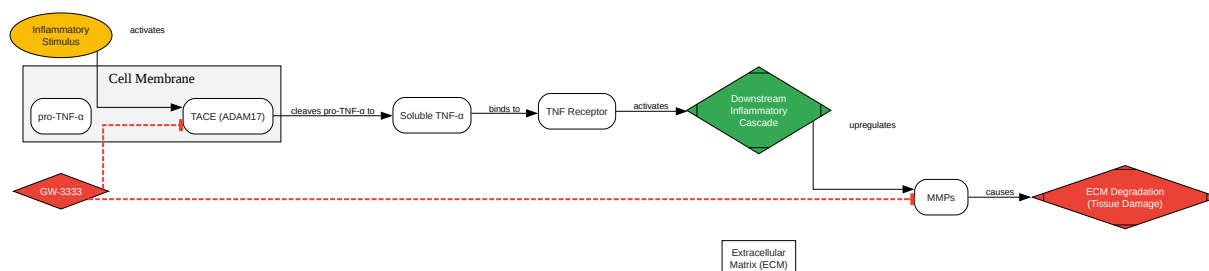 Inflammatory
Stimulus
activates
Cell Membrane
pro-TNF-α
TACE (ADAM17)
cleaves pro-TNF-α to
Soluble TNF-α
binds to
TNF Receptor
activates
Downstream
Inflammatory
Cascade
upregulates
GW-3333
MMPs
causes
ECM Degradation
(Tissue Damage)
Extracellular
Matrix (ECM)